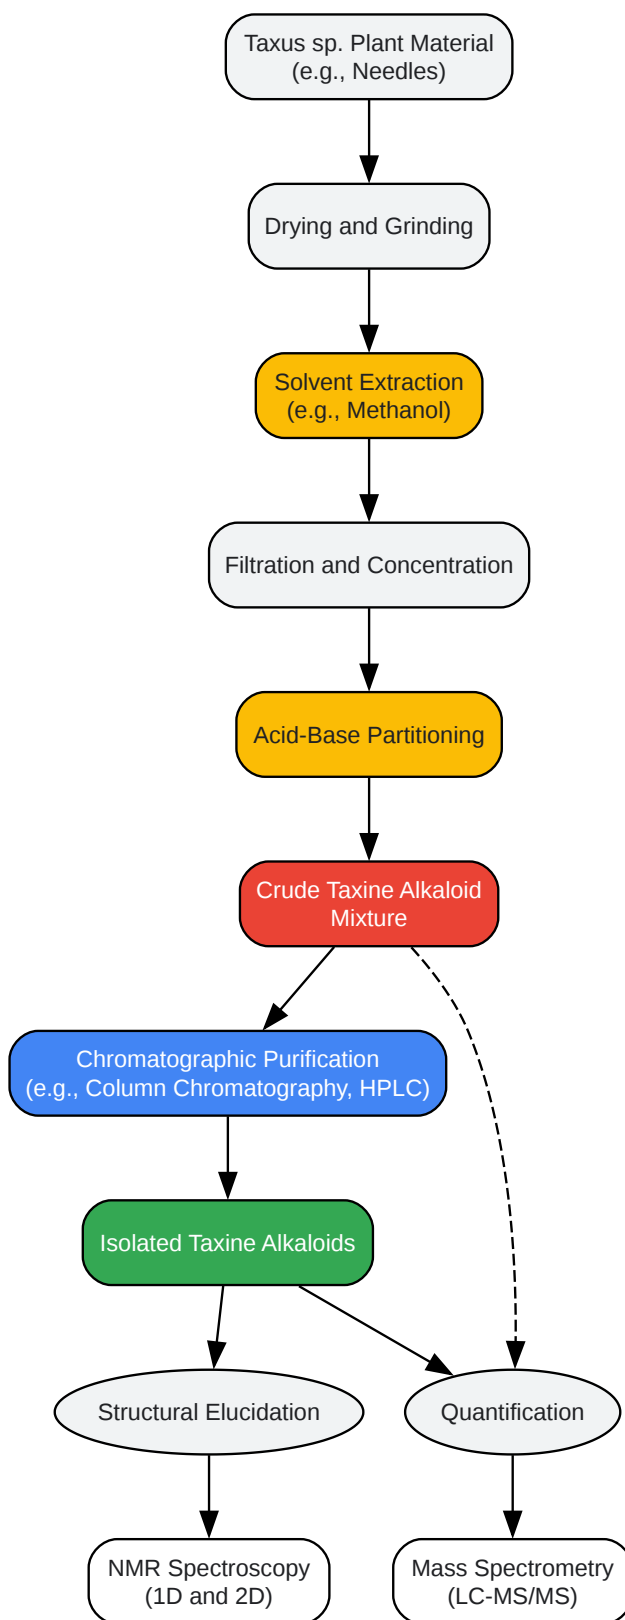 Taxus sp. Plant Material
(e.g., Needles)
Drying and Grinding
Solvent Extraction
(e.g., Methanol)
Filtration and Concentration
Acid-Base Partitioning
Crude Taxine Alkaloid
Mixture
Chromatographic Purification
(e.g., Column Chromatography, HPLC)
Isolated Taxine Alkaloids
Structural Elucidation
Quantification
NMR Spectroscopy
(1D and 2D)
Mass Spectrometry
(LC-MS/MS)